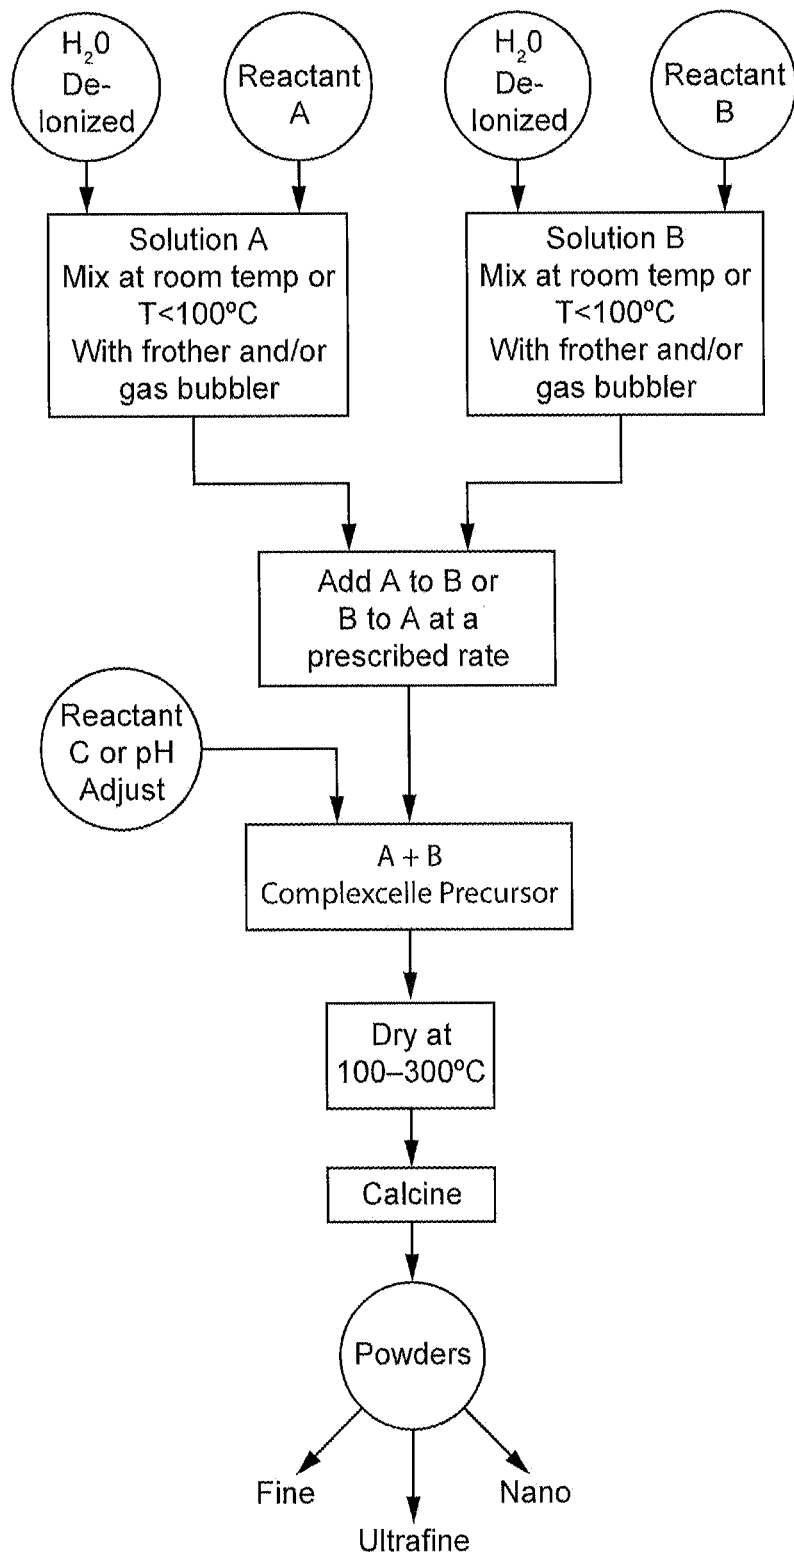 H₂0
De-
Ionized
Reactant
A
H₂0
De-
Ionized
Reactant
B
Solution A
Mix at room temp or
T<100ºC
With frother and/or
gas bubbler
Solution B
Mix at room temp or
T<100ºC
With frother and/or
gas bubbler
Add A to B or
B to A at a
prescribed rate
Reactant
C or pH
Adjust
A + B
Complexcelle Precursor
Dry at
100–300ºC
Calcine
Powders
Fine
Nano
Ultrafine